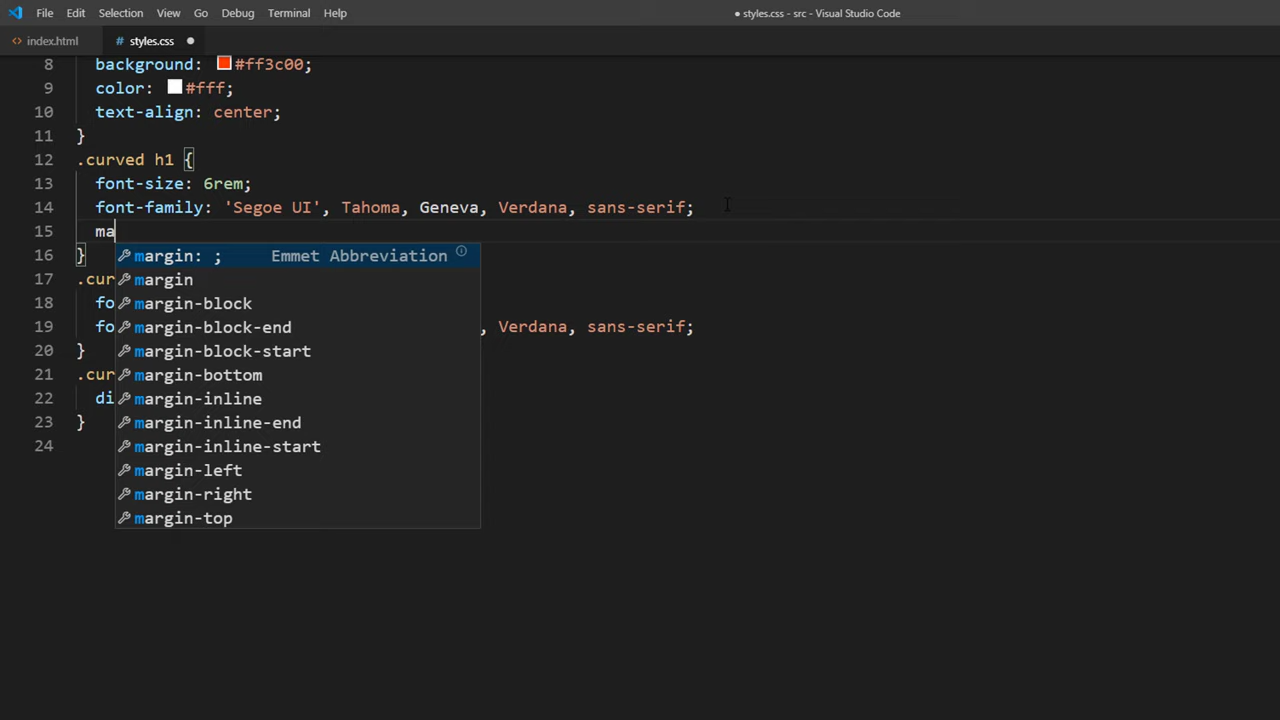 File Edit Selection View Go Debug Terminal Help
● styles.css - src - Visual Studio Code
<> index.html # styles.css ●
8 background: #ff3c00;
9 color: #fff;
10 text-align: center;
11 }
12 .curved h1 {
13 font-size: 6rem;
14 font-family: 'Segoe UI', Tahoma, Geneva, Verdana, sans-serif;
15 ma
16 } margin: ; Emmet Abbreviation
17 .cur margin
18 fo margin-block
19 fo margin-block-end , Verdana, sans-serif;
20 } margin-block-start
21 .cur margin-bottom
22 di margin-inline
23 } margin-inline-end
24 margin-inline-start
margin-left
margin-right
margin-top